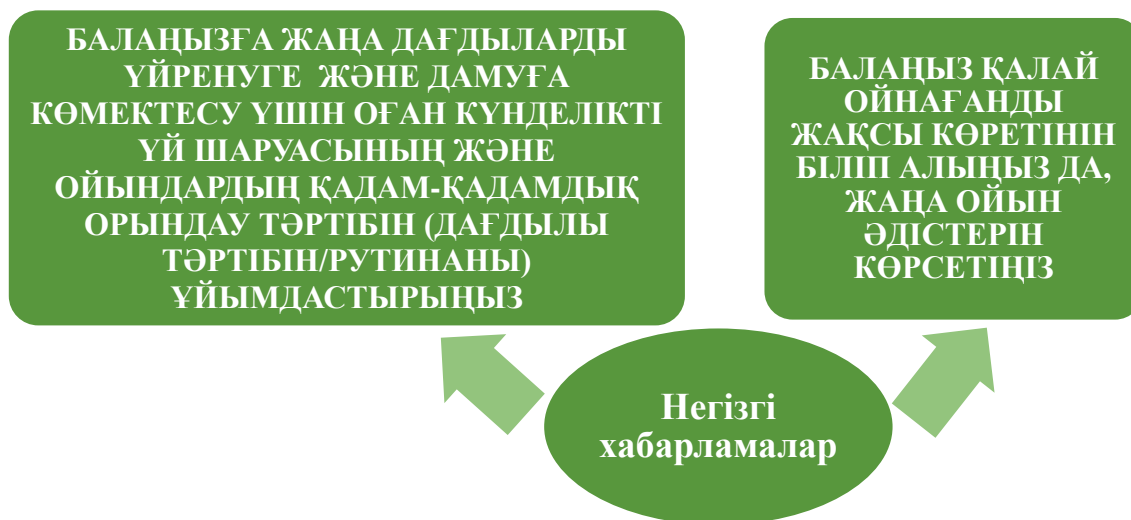 БАЛАҢЫЗҒА ЖАҢА ДАҒДЫЛАРДЫ
ҮЙРЕНУГЕ ЖӘНЕ ДАМУҒА
КӨМЕКТЕСУ ҮШІН ОҒАН КҮНДЕЛІКТІ
ҮЙ ШАРУАСЫНЫҢ ЖӘНЕ
ОЙЫНДАРДЫҢ ҚАДАМ-ҚАДАМДЫҚ
ОРЫНДАУ ТӘРТІБІН (ДАҒДЫЛЫ
ТӘРТІБІН/РУТИНАНЫ)
ҰЙЫМДАСТЫРЫҢЫЗ
БАЛАҢЫЗ ҚАЛАЙ
ОЙНАҒАНДЫ
ЖАҚСЫ КӨРЕТІНІН
БІЛІП АЛЫҢЫЗ ДА,
ЖАҢА ОЙЫН
ӘДІСТЕРІН
КӨРСЕТІҢІЗ
Негізгі
хабарламалар